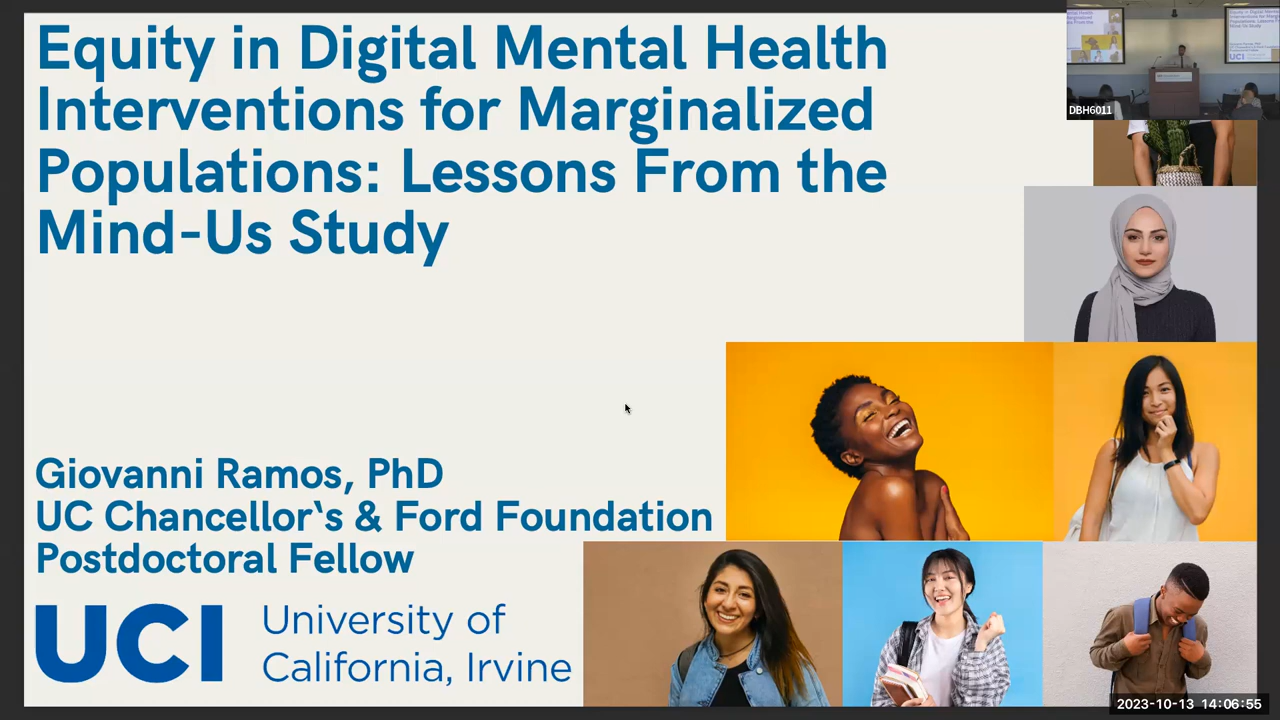 Equity in Digital Mental Health
Interventions for Marginalized
Populations: Lessons From the
Mind-Us Study
Giovanni Ramos, PhD
UC Chancellor‘s & Ford Foundation
Postdoctoral Fellow
UCI
University of
California, Irvine
DBH6011
2023-10-13 14:06:55